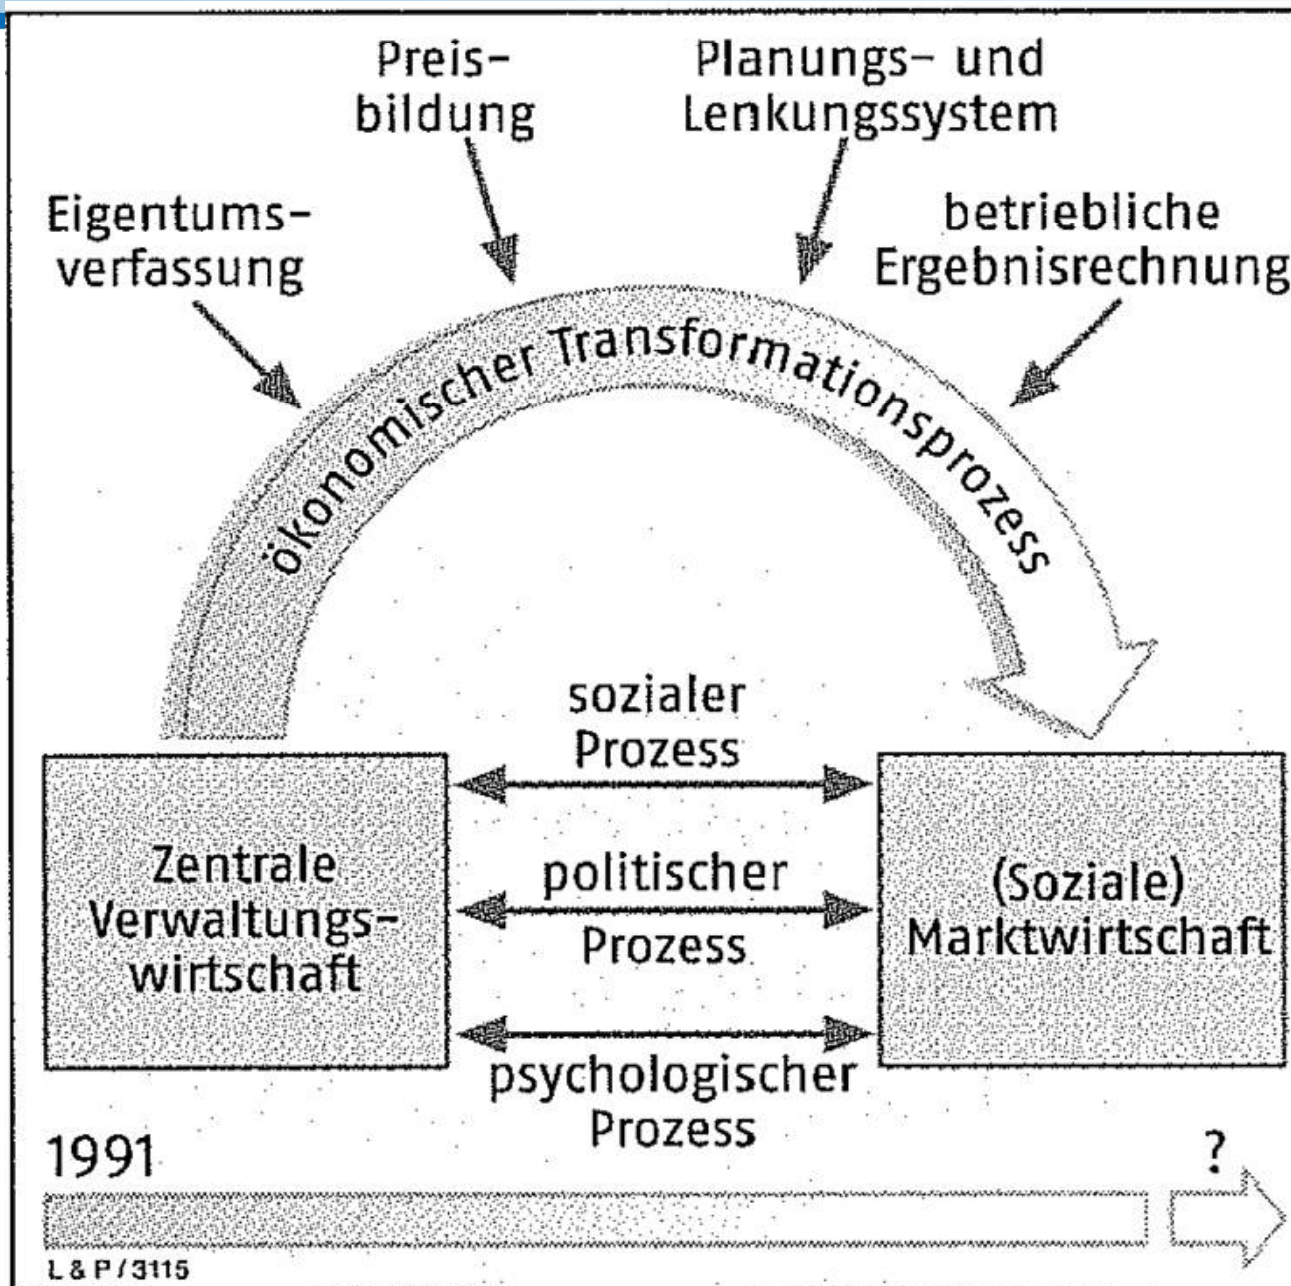 Preis-
bildung
Planungs- und
Lenkungssystem
Eigentums-
verfassung
betriebliche
Ergebnisrechnung
ökonomischer Transformationsprozess
sozialer
Prozess
Zentrale
Verwaltungs-
wirtschaft
politischer
Prozess
(Soziale)
Marktwirtschaft
psychologischer
Prozess
1991
?
L & P / 3115